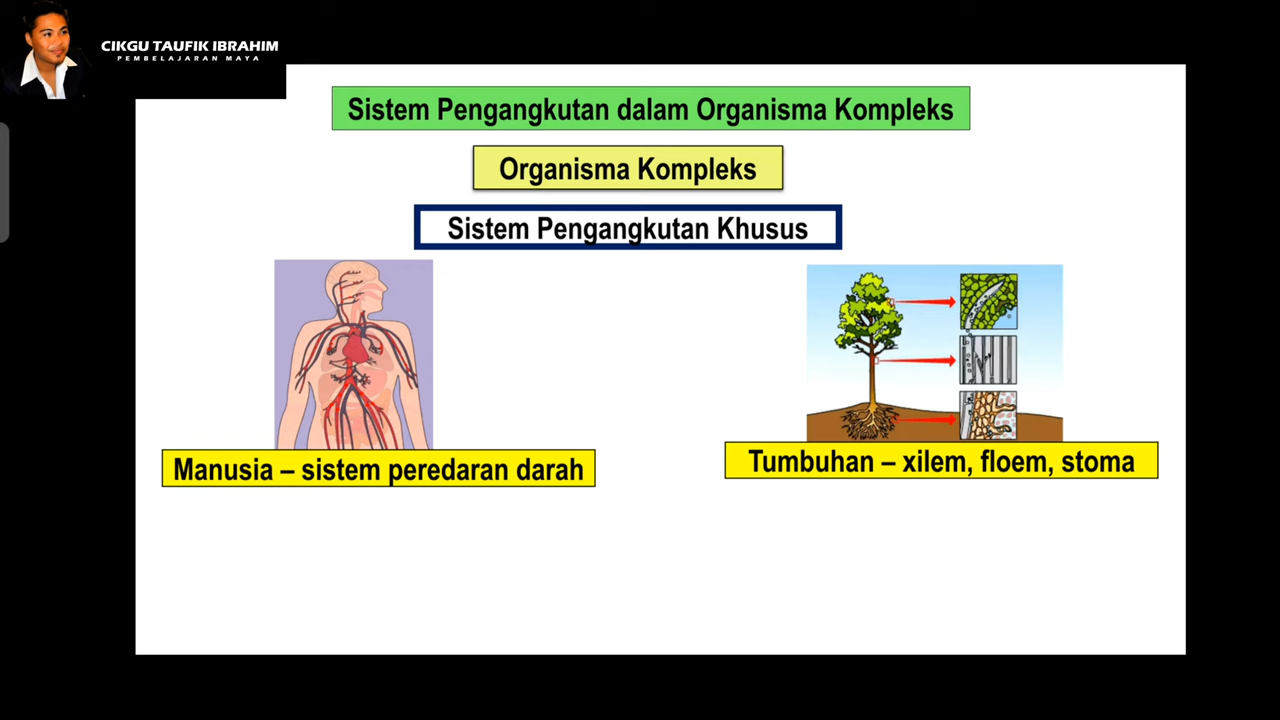 CIKGU TAUFIK IBRAHIM
PEMBELAJARAN MAYA
Sistem Pengangkutan dalam Organisma Kompleks
Organisma Kompleks
Sistem Pengangkutan Khusus
Manusia – sistem peredaran darah
Tumbuhan – xilem, floem, stoma